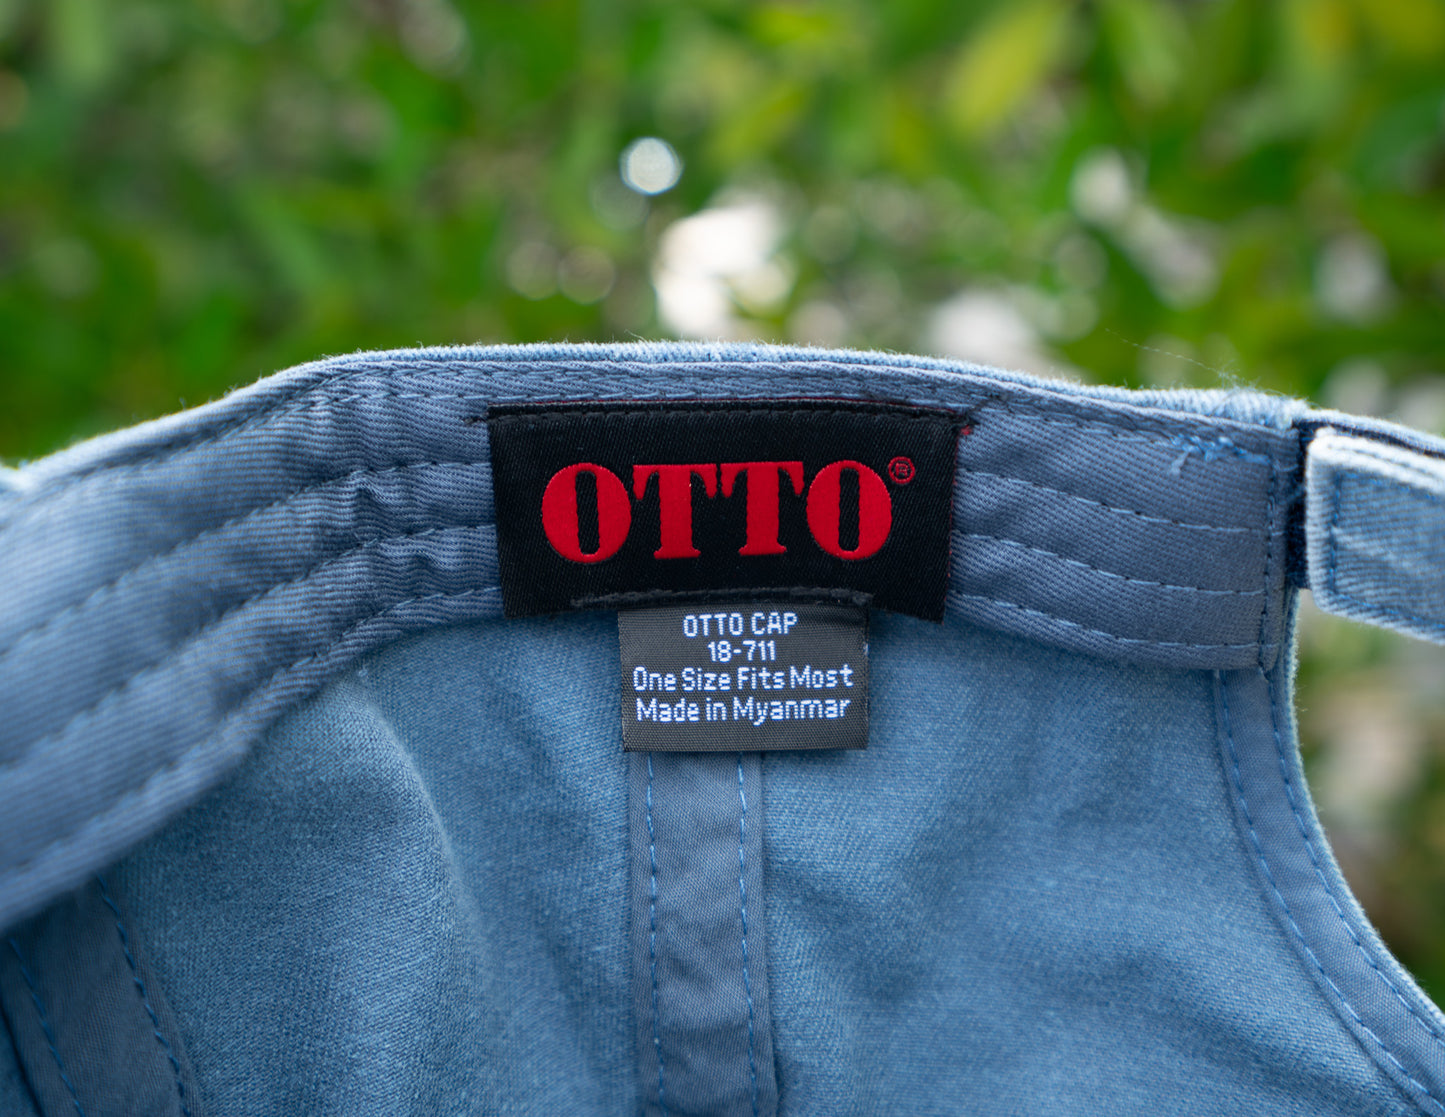 OTTO®
OTTO CAP
18-711
One Size Fits Most
Made in Myanmar